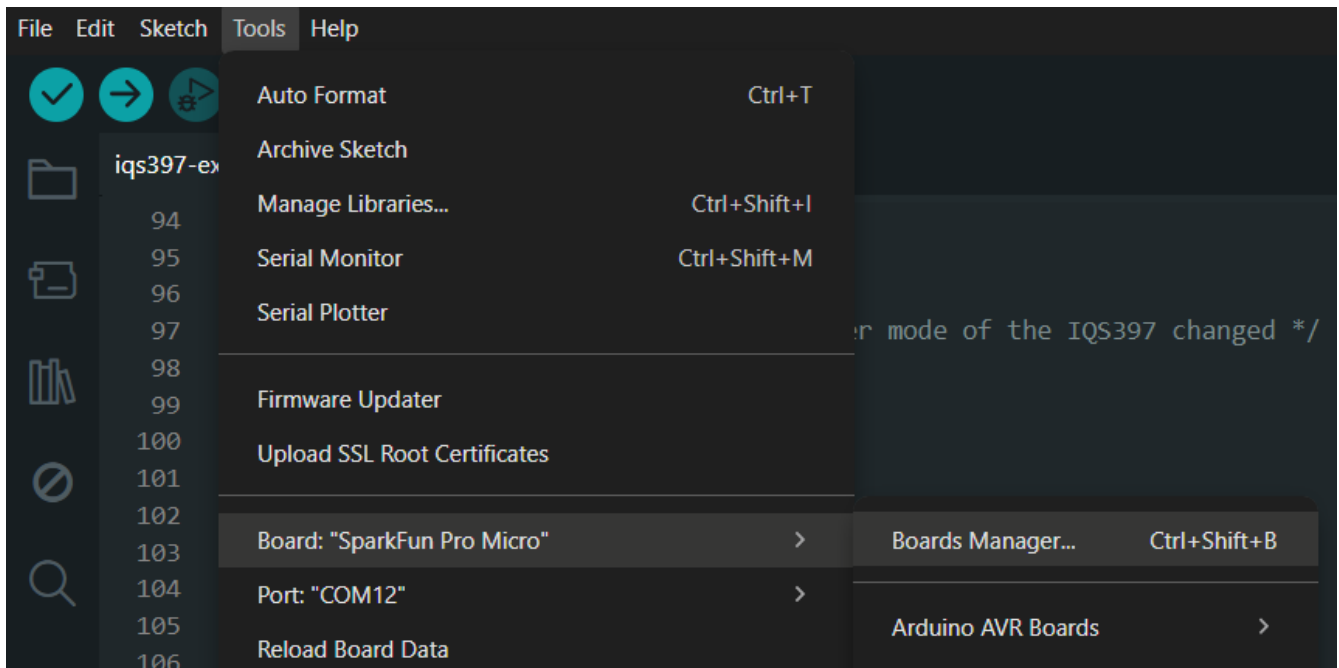 File Edit Sketch Tools Help
Auto Format Ctrl+T
Archive Sketch
iqs397-ex
Manage Libraries... Ctrl+Shift+I
94
Serial Monitor Ctrl+Shift+M
95
96
Serial Plotter
97 er mode of the IQS397 changed */
98
Firmware Updater
99
100
Upload SSL Root Certificates
101
102
Board: "SparkFun Pro Micro" > Boards Manager... Ctrl+Shift+B
103
104
Port: "COM12" >
105
Arduino AVR Boards >
Reload Board Data
106